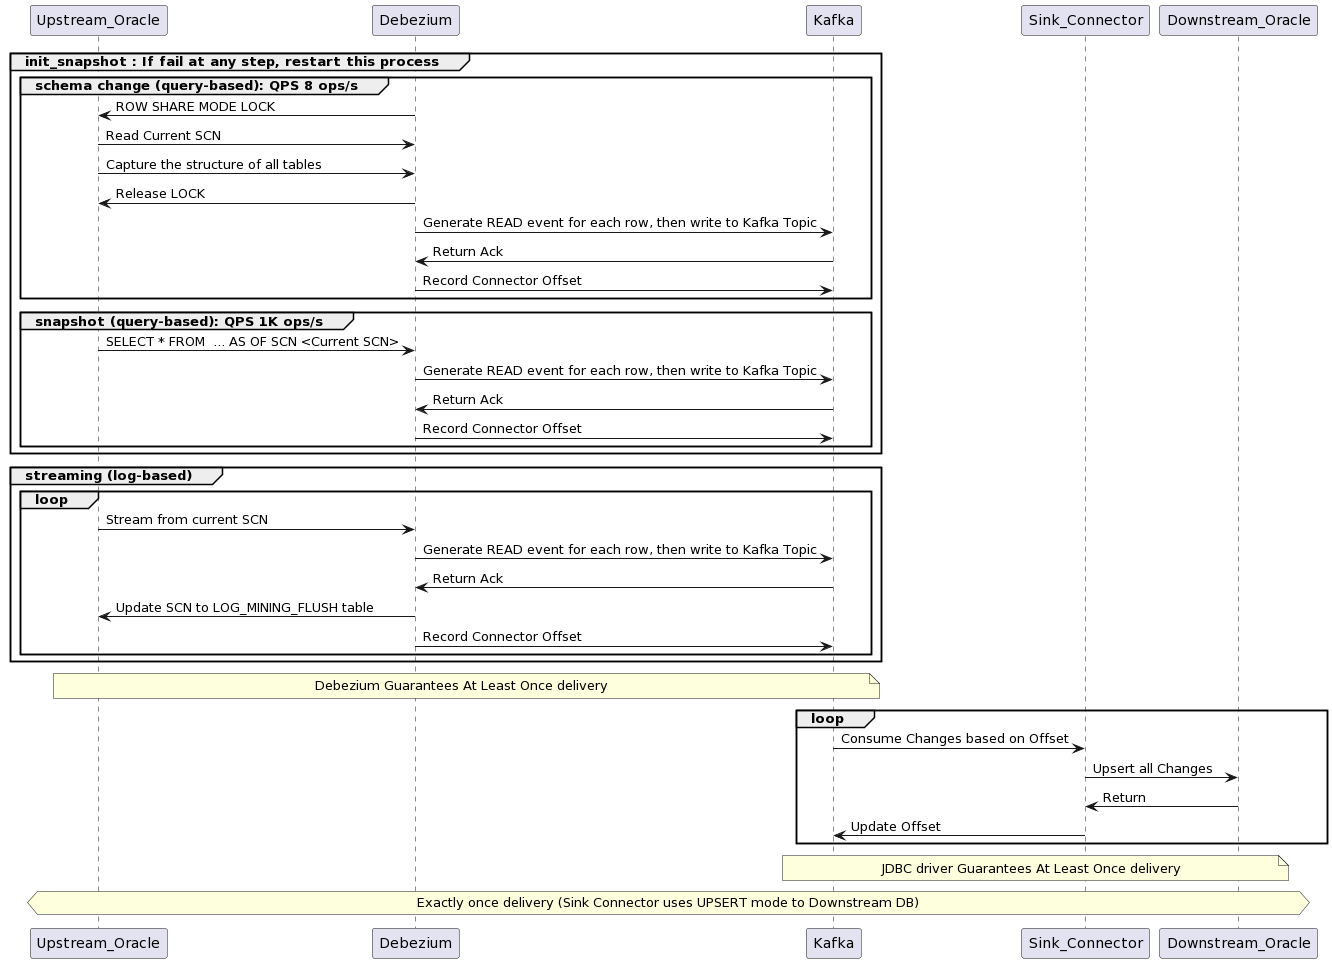 Upstream_Oracle
Debezium
Kafka
Sink_Connector
Downstream_Oracle
init_snapshot : If fail at any step, restart this process
schema change (query-based): QPS 8 ops/s
ROW SHARE MODE LOCK
Read Current SCN
Capture the structure of all tables
Release LOCK
Generate READ event for each row, then write to Kafka Topic
Return Ack
Record Connector Offset
snapshot (query-based): QPS 1K ops/s
SELECT * FROM  ... AS OF SCN <Current SCN>
Generate READ event for each row, then write to Kafka Topic
Return Ack
Record Connector Offset
streaming (log-based)
loop
Stream from current SCN
Generate READ event for each row, then write to Kafka Topic
Return Ack
Update SCN to LOG_MINING_FLUSH table
Record Connector Offset
Debezium Guarantees At Least Once delivery
loop
Consume Changes based on Offset
Upsert all Changes
Return
Update Offset
JDBC driver Guarantees At Least Once delivery
Exactly once delivery (Sink Connector uses UPSERT mode to Downstream DB)
Upstream_Oracle
Debezium
Kafka
Sink_Connector
Downstream_Oracle